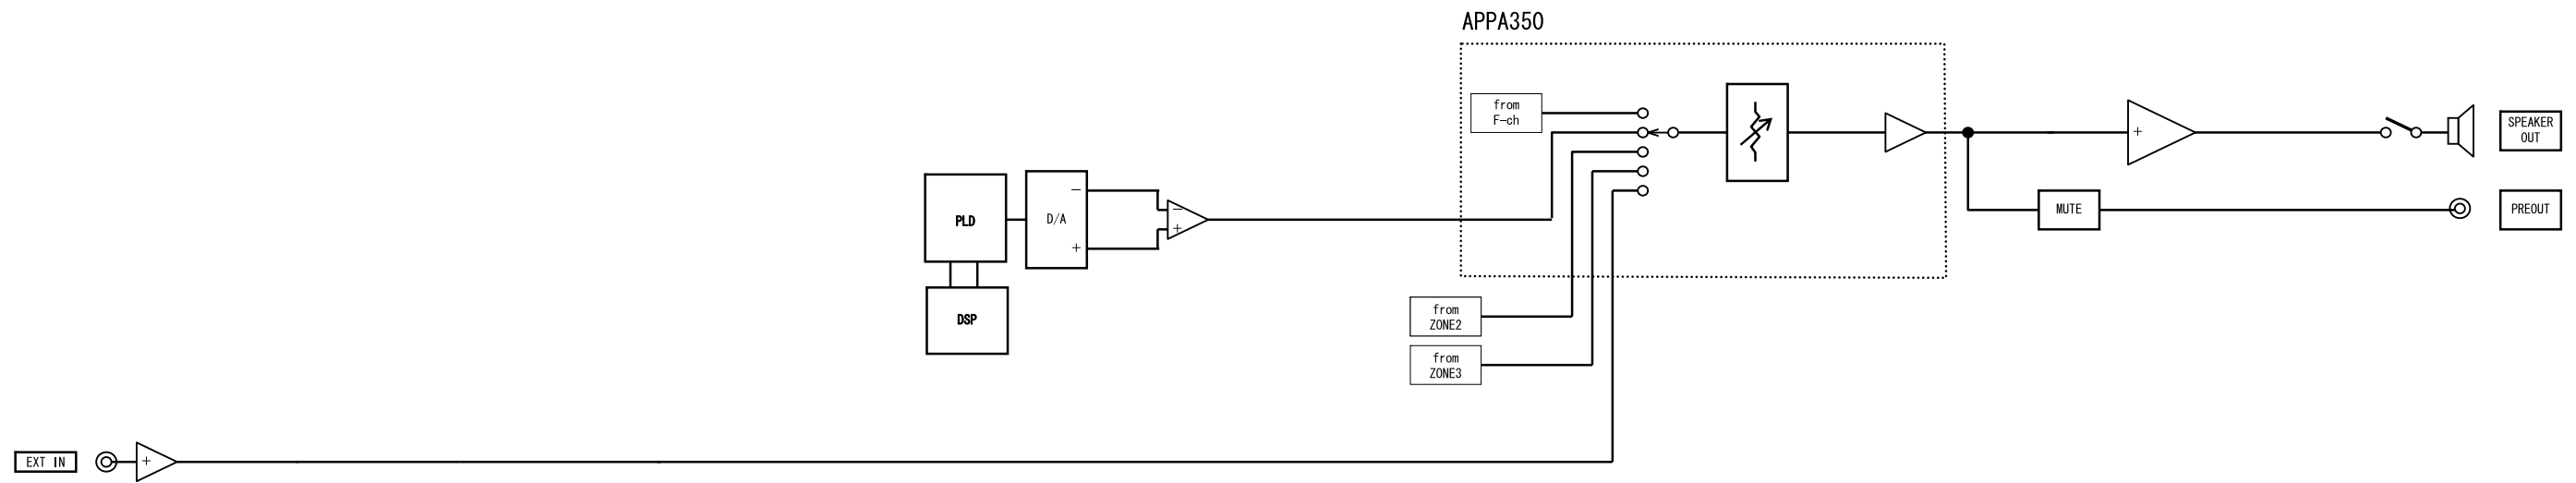 APPA350
from
F-ch
SPEAKER
OUT
PLD
D/A
−
+
−
+
+
MUTE
PREOUT
DSP
from
ZONE2
from
ZONE3
EXT IN
+